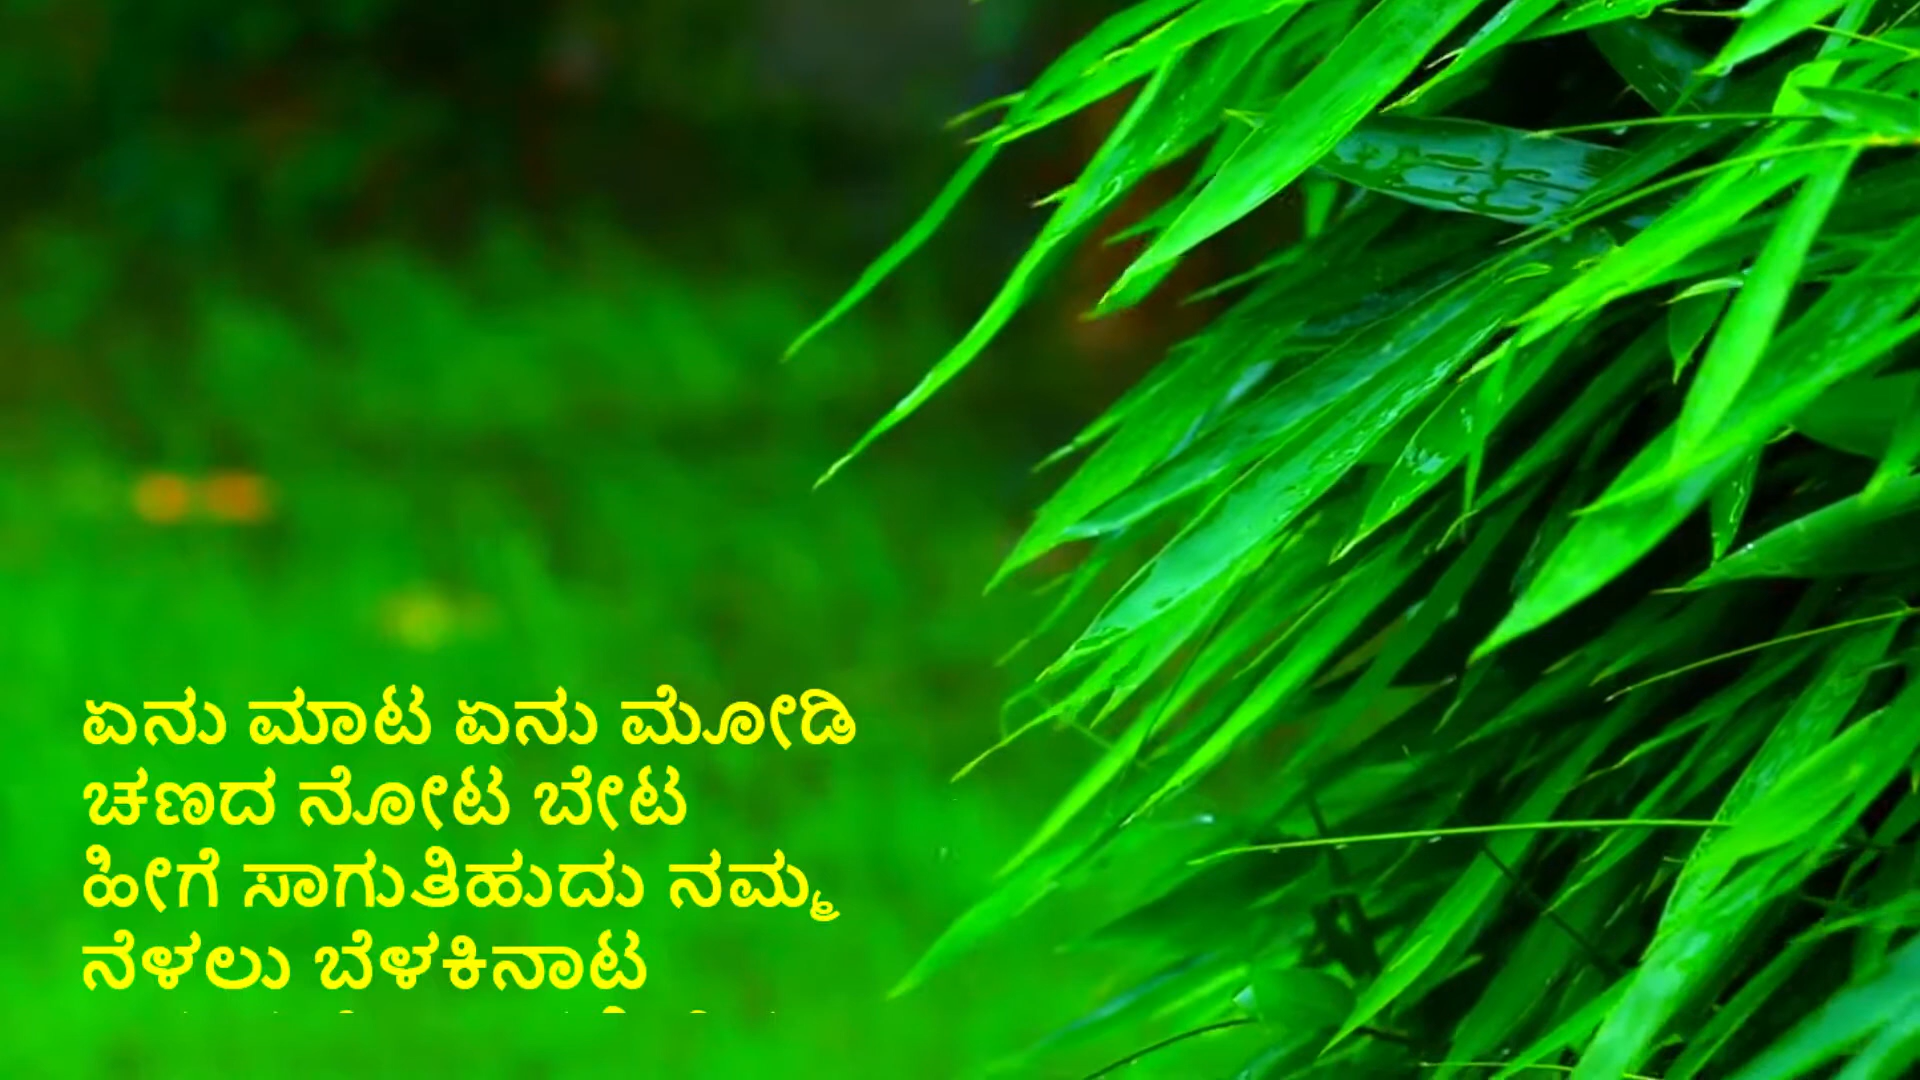 ಏನು ಮಾಟ ಏನು ಮೋಡಿ
ಚಣದ ನೋಟ ಬೇಟ
ಹೀಗೆ ಸಾಗುತಿಹುದು ನಮ್ಮ
ನೆಳಲು ಬೆಳಕಿನಾಟ